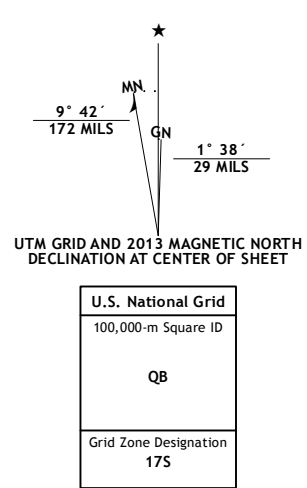 ★
MN
9° 42´
172 MILS
GN
1° 38´
29 MILS
UTM GRID AND 2013 MAGNETIC NORTH
DECLINATION AT CENTER OF SHEET
U.S. National Grid
100,000-m Square ID
QB
Grid Zone Designation
17S